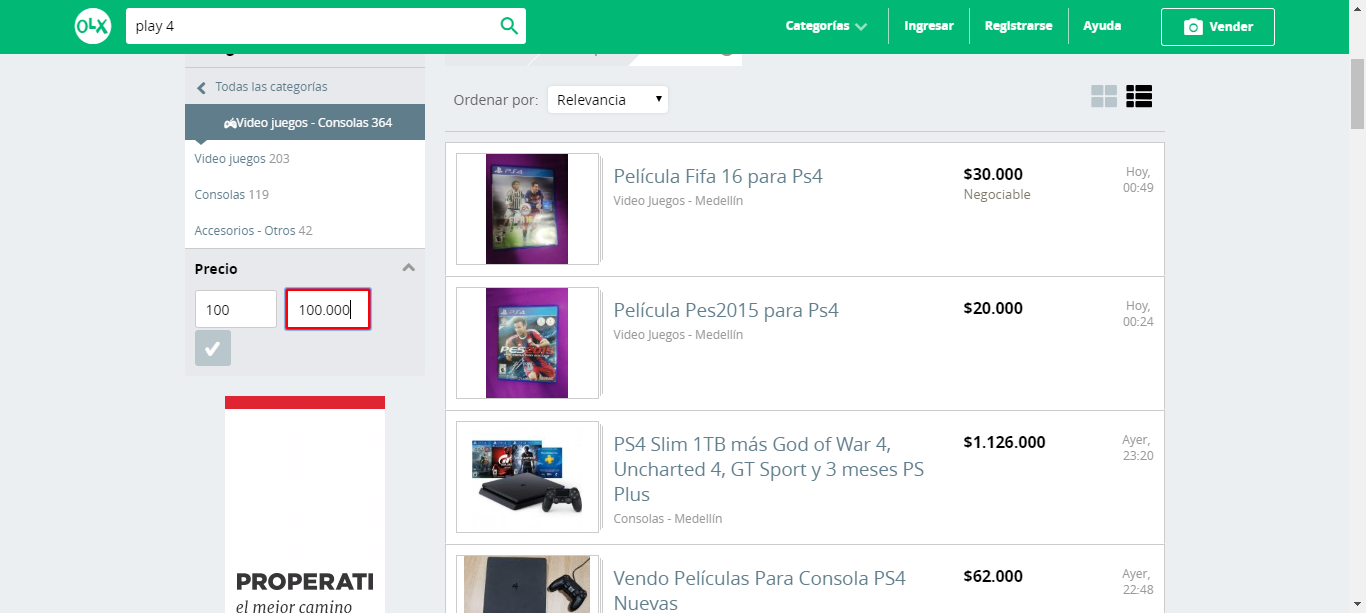 OLX
play 4
Categorías
Ingresar
Registrarse
Ayuda
Vender
Todas las categorías
Video juegos - Consolas 364
Video juegos 203
Consolas 119
Accesorios - Otros 42
Precio
100
100.000
PROPERATI
el mejor camino
Ordenar por:
Relevancia
Película Fifa 16 para Ps4
Video Juegos - Medellín
$30.000
Negociable
Hoy,
00:49
PS4
Película Pes2015 para Ps4
Video Juegos - Medellín
$20.000
Hoy,
00:24
PS4
PES2015
PS4 Slim 1TB más God of War 4,
Uncharted 4, GT Sport y 3 meses PS
Plus
Consolas - Medellín
$1.126.000
Ayer,
23:20
Vendo Películas Para Consola PS4
Nuevas
$62.000
Ayer,
22:48